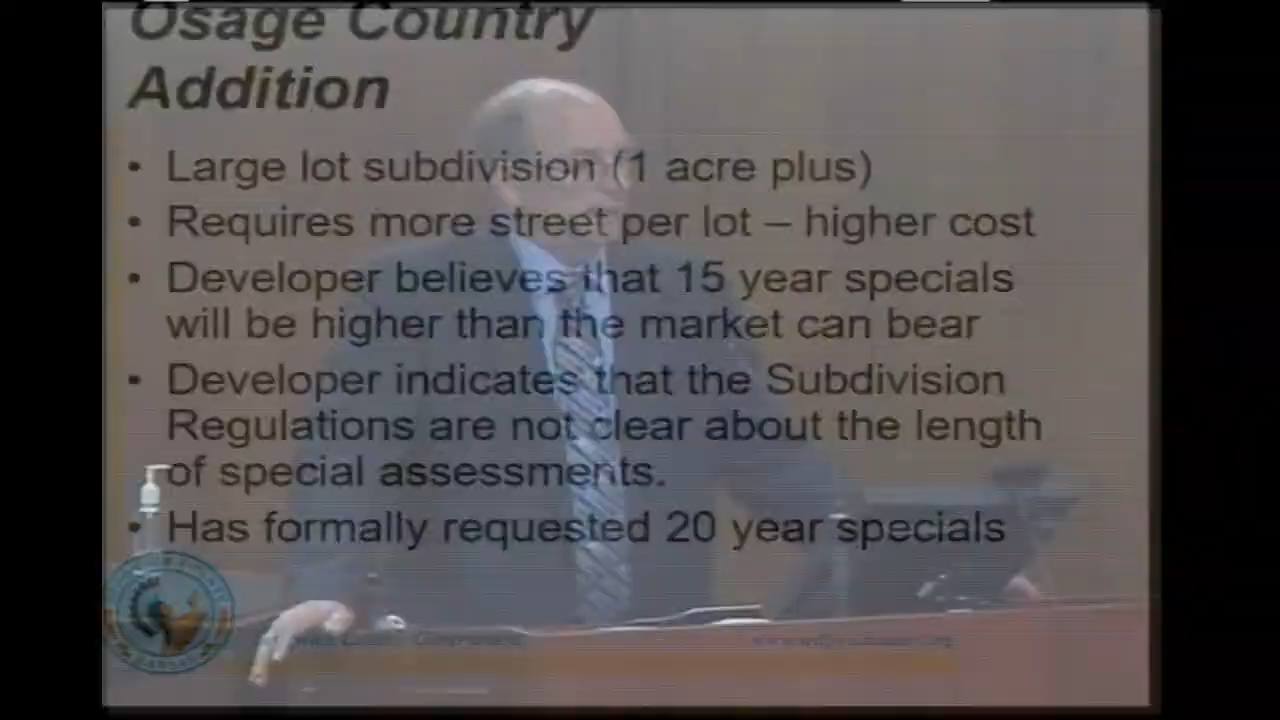 Osage Country
Addition
• Large lot subdivision (1 acre plus)
• Requires more street per lot – higher cost
• Developer believes that 15 year specials
will be higher than the market can bear
• Developer indicates that the Subdivision
Regulations are not clear about the length
of special assessments.
• Has formally requested 20 year specials